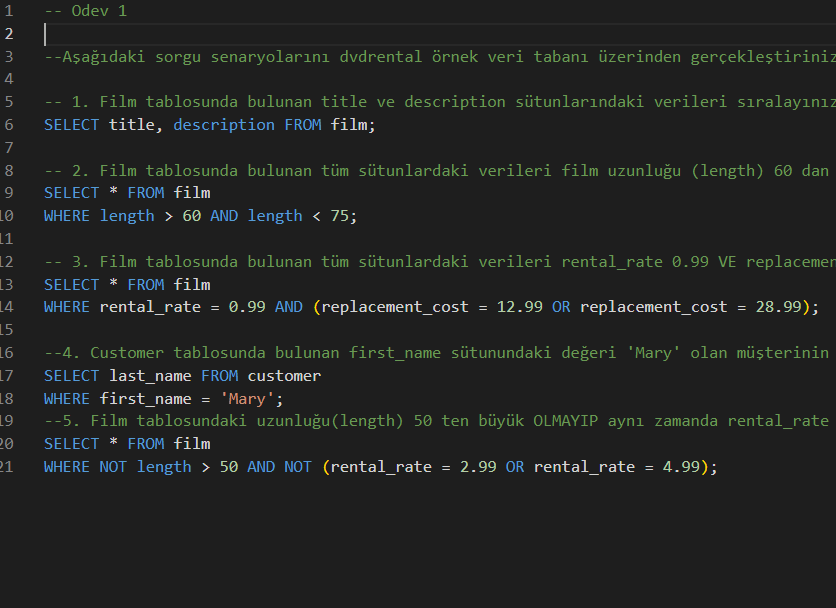 1 -- Odev 1
2
3 --Aşağıdaki sorgu senaryolarını dvdrental örnek veri tabanı üzerinden gerçekleştiriniz
4
5 -- 1. Film tablosunda bulunan title ve description sütunlarındaki verileri sıralayınız
6 SELECT title, description FROM film;
7
8 -- 2. Film tablosunda bulunan tüm sütunlardaki verileri film uzunluğu (length) 60 dan
9 SELECT * FROM film
10 WHERE length > 60 AND length < 75;
11
12 -- 3. Film tablosunda bulunan tüm sütunlardaki verileri rental_rate 0.99 VE replacemen
13 SELECT * FROM film
14 WHERE rental_rate = 0.99 AND (replacement_cost = 12.99 OR replacement_cost = 28.99);
15
16 --4. Customer tablosunda bulunan first_name sütunundaki değeri 'Mary' olan müşterinin
17 SELECT last_name FROM customer
18 WHERE first_name = 'Mary';
19 --5. Film tablosundaki uzunluğu(length) 50 ten büyük OLMAYIP aynı zamanda rental_rate
20 SELECT * FROM film
21 WHERE NOT length > 50 AND NOT (rental_rate = 2.99 OR rental_rate = 4.99);